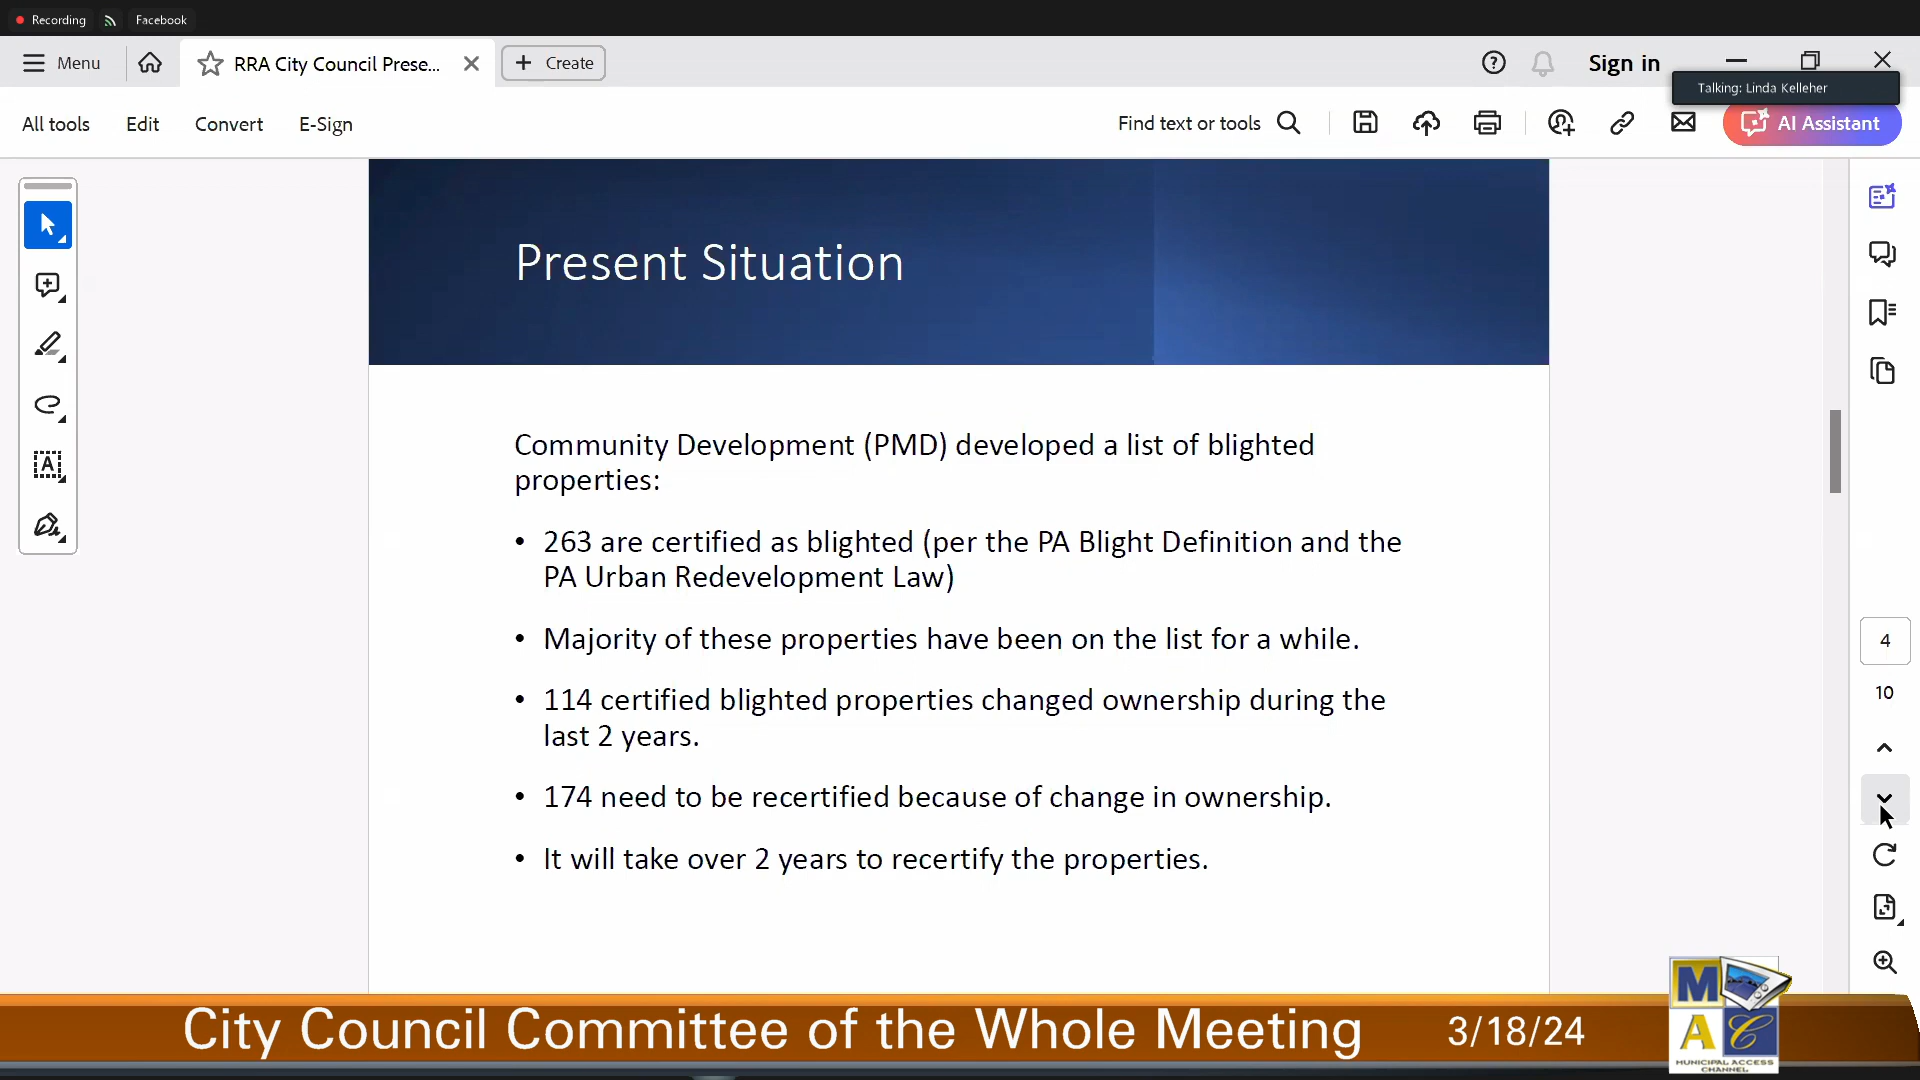 Recording
Facebook
Menu
RRA City Council Prese...
Create
Sign in
Talking: Linda Kelleher
All tools
Edit
Convert
E-Sign
Find text or tools
AI Assistant
Present Situation
Community Development (PMD) developed a list of blighted
properties:
• 263 are certified as blighted (per the PA Blight Definition and the
PA Urban Redevelopment Law)
• Majority of these properties have been on the list for a while.
• 114 certified blighted properties changed ownership during the
last 2 years.
• 174 need to be recertified because of change in ownership.
• It will take over 2 years to recertify the properties.
4
10
City Council Committee of the Whole Meeting
3/18/24
M
A C
MUNICIPAL ACCESS
CHANNEL